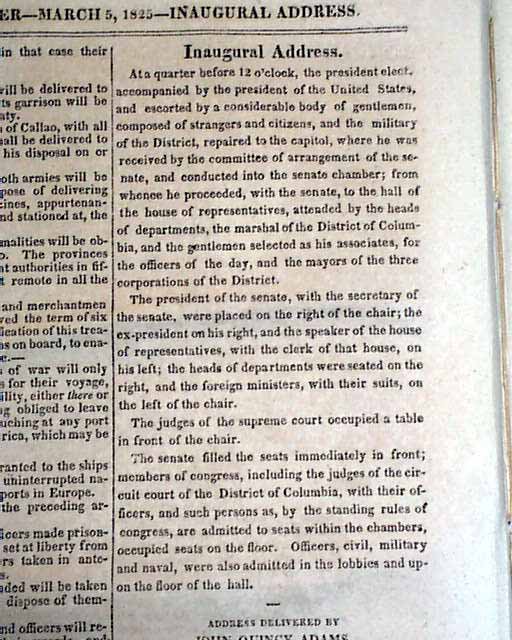 ER—MARCH 5, 1825—INAUGURAL ADDRESS.
in that case their
will be delivered to
ts garrison will be
aty.
n of Callao, with all
hall be delivered to
his disposal on or
oth armies will be
pose of delivering
cines, appurtenan-
nd stationed at, the
malities will be ob-
o. The provinces
nt authorities in fif-
t remote in all the
and merchantmen
ved the term of six
fication of this trea-
ns on board, to ena-
e.—
of war will only
s for their voyage,
ility, either there or
g obliged to leave
uching at any port
rica, which may be
ranted to the ships
uninterrupted na-
ports in Europe.
the preceding ar-
icers made prison-
set at liberty from
rs taken in ante-
s.
nded will be taken
dispose of them-
nd officers will re-
Inaugural Address.
At a quarter before 12 o'clock, the president elect,
accompanied by the president of the United States,
and escorted by a considerable body of gentlemen,
composed of strangers and citizens, and the military
of the District, repaired to the capitol, where he was
received by the committee of arrangement of the se-
nate, and conducted into the senate chamber; from
whence he proceeded, with the senate, to the hall of
the house of representatives, attended by the heads
of departments, the marshal of the District of Colum-
bia, and the gentlemen selected as his associates, for
the officers of the day, and the mayors of the three
corporations of the District.
The president of the senate, with the secretary of
the senate, were placed on the right of the chair; the
ex-president on his right, and the speaker of the house
of representatives, with the clerk of that house, on
his left; the heads of departments were seated on the
right, and the foreign ministers, with their suits, on
the left of the chair.
The judges of the supreme court occupied a table
in front of the chair.
The senate filled the seats immediately in front;
members of congress, including the judges of the cir-
cuit court of the District of Columbia, with their of-
ficers, and such persons as, by the standing rules of
congress, are admitted to seats within the chambers,
occupied seats on the floor. Officers, civil, military
and naval, were also admitted in the lobbies and up-
on the floor of the hall.
ADDRESS DELIVERED BY
JOHN QUINCY ADAMS